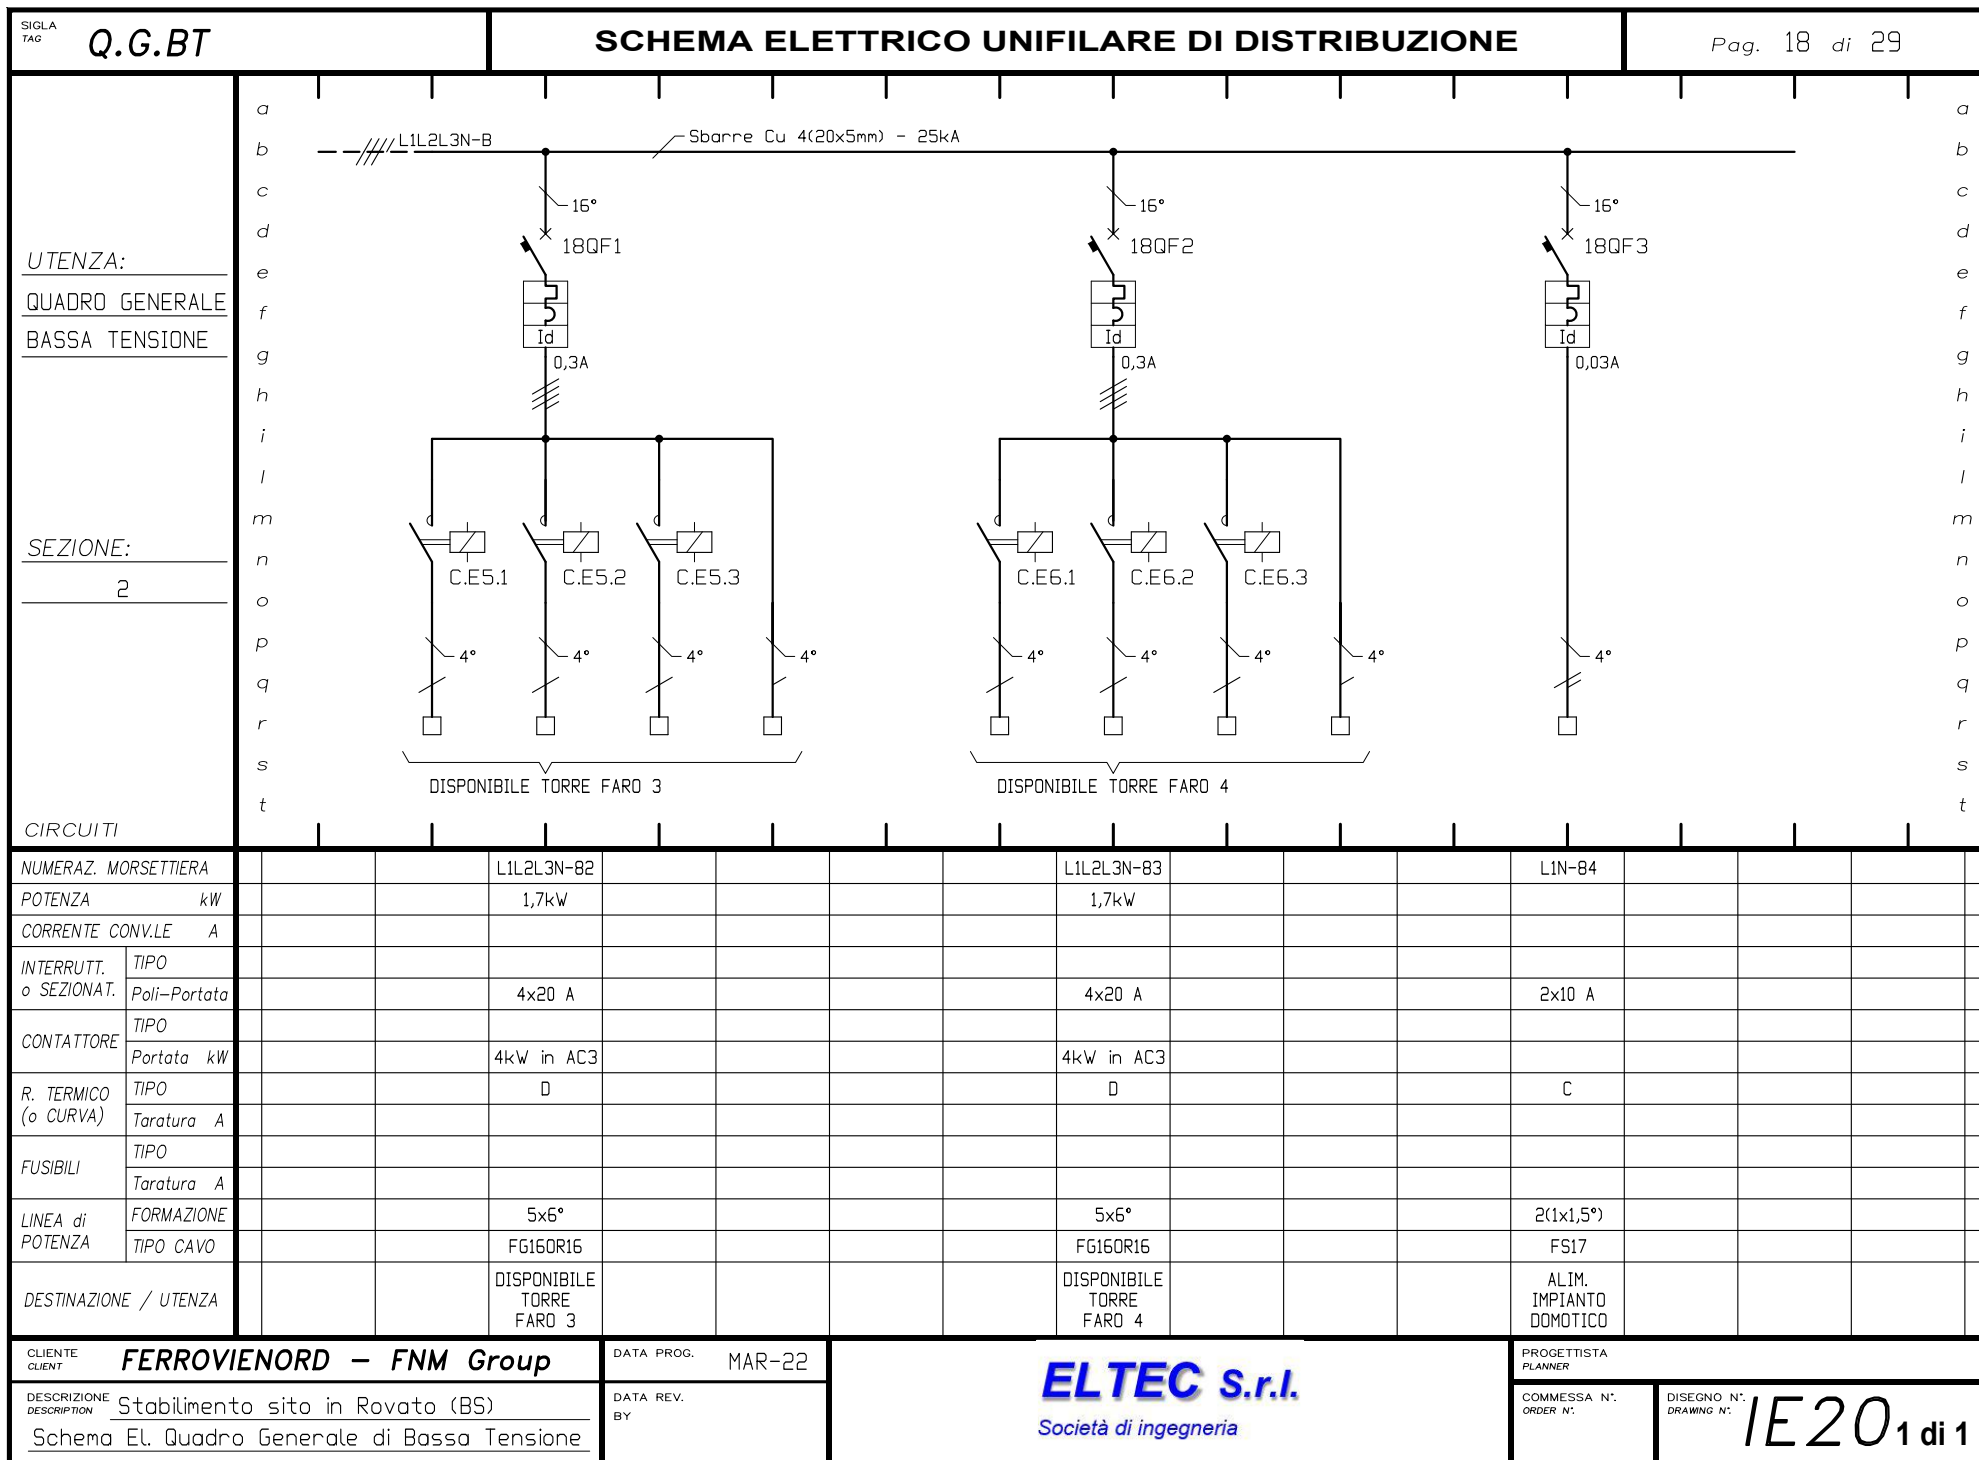 SIGLA
TAG
Q.G.BT
SCHEMA ELETTRICO UNIFILARE DI DISTRIBUZIONE
Pag. 18 di 29
UTENZA:
QUADRO GENERALE
BASSA TENSIONE
SEZIONE:
2
CIRCUITI
a a
b b
c c
d d
e e
f f
g g
h h
i i
l l
m m
n n
o o
p p
q q
r r
s s
t t
L1L2L3N-B
Sbarre Cu 4(20x5mm) - 25kA
16° 16° 16°
18QF1 18QF2 18QF3
Id Id Id
0,3A 0,3A 0,03A
C.E5.1 C.E5.2 C.E5.3 C.E6.1 C.E6.2 C.E6.3
4° 4° 4° 4° 4° 4° 4° 4° 4°
DISPONIBILE TORRE FARO 3 DISPONIBILE TORRE FARO 4
NUMERAZ. MORSETTIERA L1L2L3N-82 L1L2L3N-83 L1N-84
POTENZA kW 1,7kW 1,7kW
CORRENTE CONV.LE A
INTERRUTT.
o SEZIONAT.
TIPO
Poli-Portata 4x20 A 4x20 A 2x10 A
CONTATTORE
TIPO
Portata kW 4kW in AC3 4kW in AC3
R. TERMICO
(o CURVA)
TIPO D D C
Taratura A
FUSIBILI
TIPO
Taratura A
LINEA di
POTENZA
FORMAZIONE 5x6° 5x6° 2(1x1,5°)
TIPO CAVO FG16OR16 FG16OR16 FS17
DESTINAZIONE / UTENZA
DISPONIBILE
TORRE
FARO 3
DISPONIBILE
TORRE
FARO 4
ALIM.
IMPIANTO
DOMOTICO
CLIENTE
CLIENT
FERROVIENORD - FNM Group
DESCRIZIONE
DESCRIPTION
Stabilimento sito in Rovato (BS)
Schema El. Quadro Generale di Bassa Tensione
DATA PROG. MAR-22
DATA REV.
BY
ELTEC S.r.l.
Società di ingegneria
PROGETTISTA
PLANNER
COMMESSA N°.
ORDER N°.
DISEGNO N°.
DRAWING N°.
IE20 1 di 1